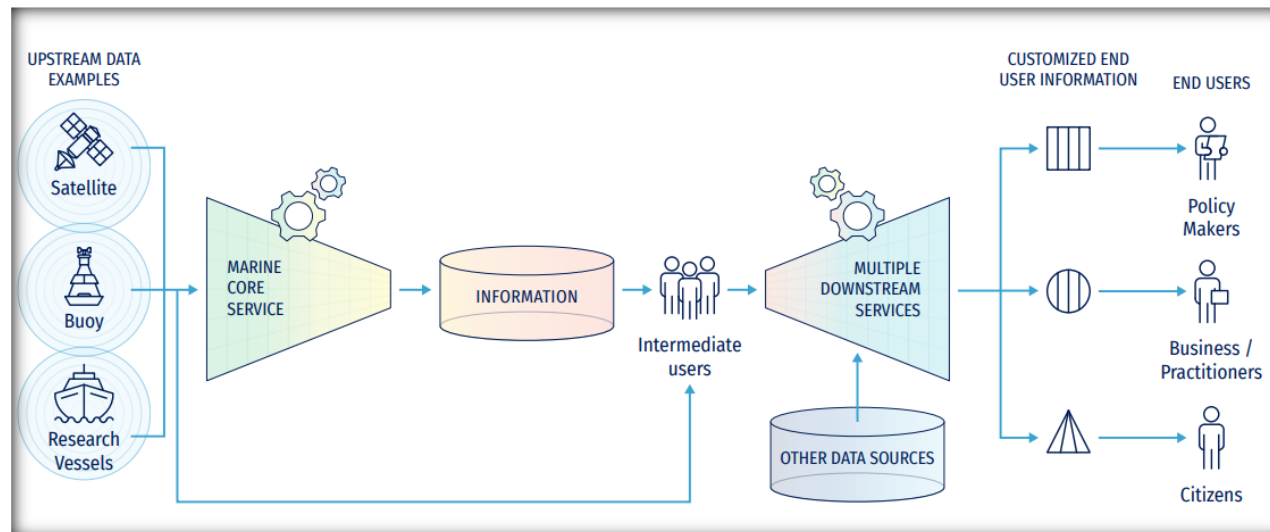 UPSTREAM DATA
EXAMPLES
Satellite
Buoy
Research
Vessels
MARINE
CORE
SERVICE
INFORMATION
Intermediate
users
MULTIPLE
DOWNSTREAM
SERVICES
OTHER DATA SOURCES
CUSTOMIZED END
USER INFORMATION
END USERS
Policy
Makers
Business /
Practitioners
Citizens